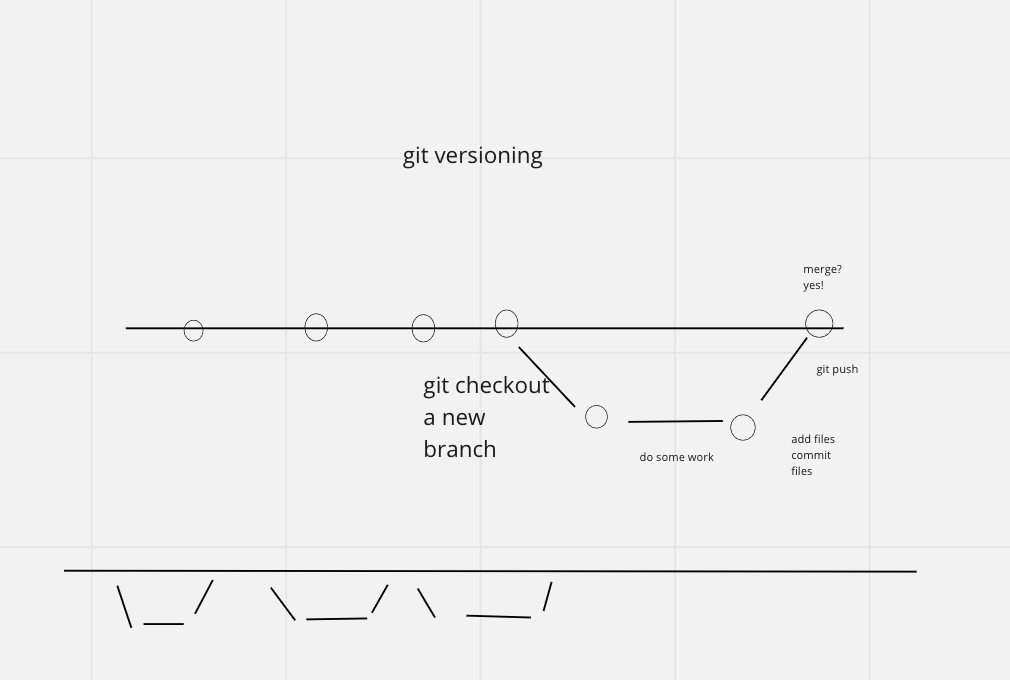 git versioning
merge?
yes!
git push
git checkout
a new
branch
do some work
add files
commit
files